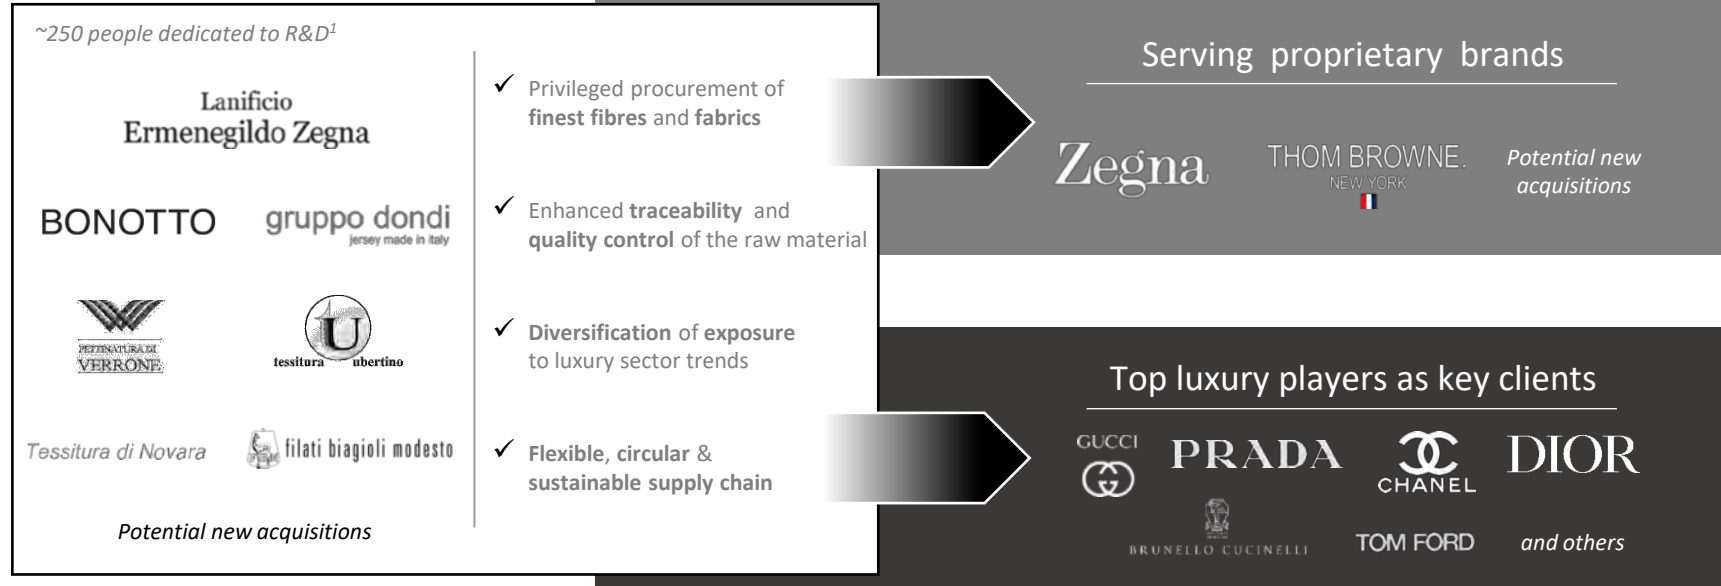 ~250 people dedicated to R&D1
Lanificio
Ermenegildo Zegna
BONOTTO
gruppo dondi
jersey made in italy
PETTINATURA DI
VERRONE
U
tessitura ubertino
Tessitura di Novara
filati biagioli modesto
Potential new acquisitions
✓ Privileged procurement of
finest fibres and fabrics
✓ Enhanced traceability and
quality control of the raw material
✓ Diversification of exposure
to luxury sector trends
✓ Flexible, circular &
sustainable supply chain
Serving proprietary brands
Zegna
THOM BROWNE.
NEW YORK
Potential new
acquisitions
Top luxury players as key clients
GUCCI
PRADA
CHANEL
DIOR
BRUNELLO CUCINELLI
TOM FORD
and others